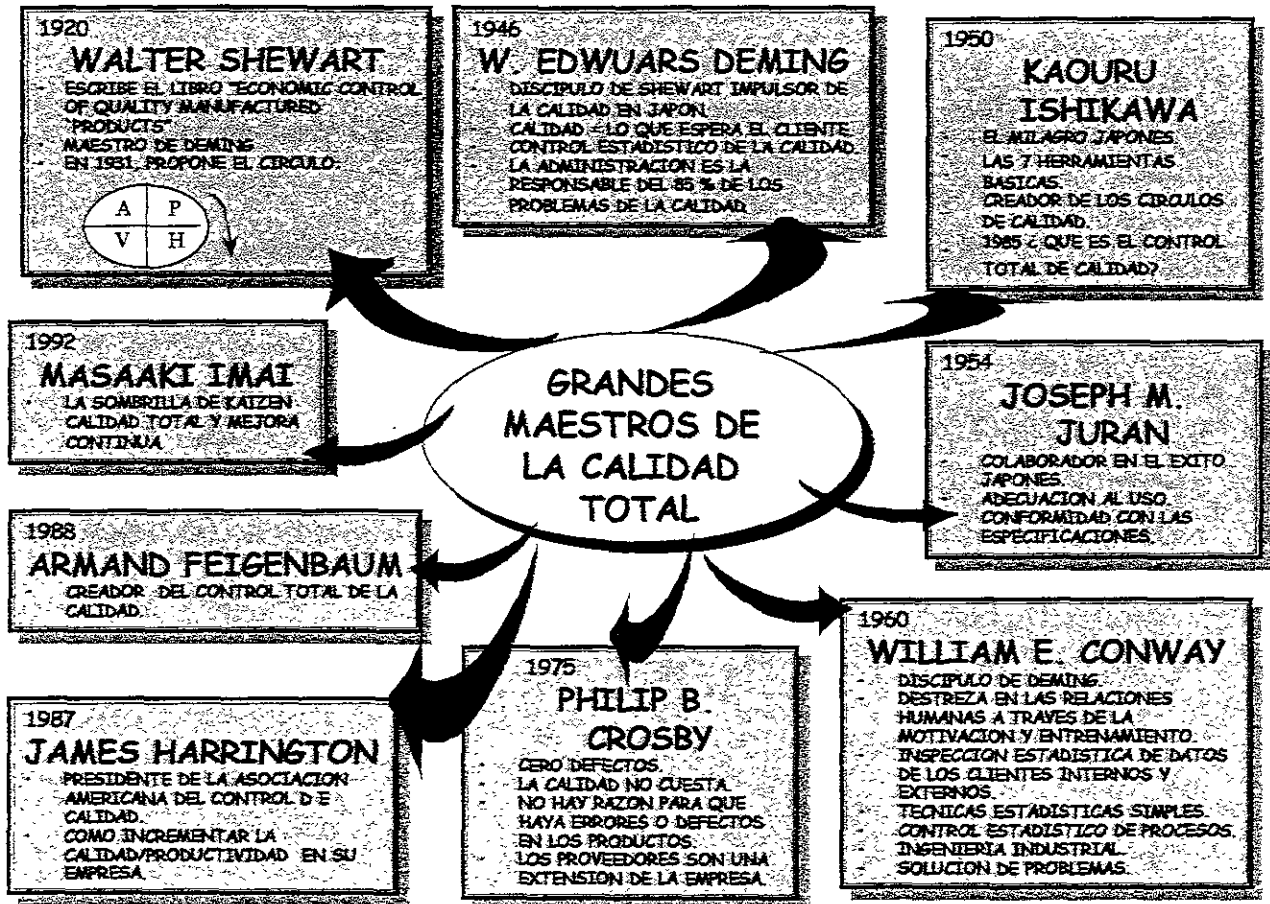 1920
WALTER SHEWART
- ESCRIBE EL LIBRO "ECONOMIC CONTROL
OF QUALITY MANUFACTURED
"PRODUCTS"
- MAESTRO DE DEMING
- EN 1931, PROPONE EL CIRCULO:
A P
V H
1946
W. EDWUARS DEMING
- DISCIPULO DE SHEWART IMPULSOR DE
LA CALIDAD EN JAPON.
- CALIDAD = LO QUE ESPERA EL CLIENTE.
- CONTROL ESTADISTICO DE LA CALIDAD.
- LA ADMINISTRACION ES LA
RESPONSABLE DEL 85 % DE LOS
PROBLEMAS DE LA CALIDAD.
1950
KAOURU
ISHIKAWA
- EL MILAGRO JAPONES.
- LAS 7 HERRAMIENTAS
BASICAS.
- CREADOR DE LOS CIRCULOS
DE CALIDAD.
- 1985 ¿ QUE ES EL CONTROL
TOTAL DE CALIDAD?
1992
MASAAKI IMAI
- LA SOMBRILLA DE KAIZEN
CALIDAD TOTAL Y MEJORA
CONTINUA.
GRANDES
MAESTROS DE
LA CALIDAD
TOTAL
1954
JOSEPH M.
JURAN
- COLABORADOR EN EL EXITO
JAPONES.
- ADECUACION AL USO.
- CONFORMIDAD CON LAS
ESPECIFICACIONES.
1988
ARMAND FEIGENBAUM
- CREADOR DEL CONTROL TOTAL DE LA
CALIDAD.
1987
JAMES HARRINGTON
- PRESIDENTE DE LA ASOCIACION
AMERICANA DEL CONTROL D E
CALIDAD.
- COMO INCREMENTAR LA
CALIDAD/PRODUCTIVIDAD EN SU
EMPRESA.
1975
PHILIP B.
CROSBY
- CERO DEFECTOS.
- LA CALIDAD NO CUESTA.
- NO HAY RAZON PARA QUE
HAYA ERRORES O DEFECTOS
EN LOS PRODUCTOS.
- LOS PROVEEDORES SON UNA
EXTENSION DE LA EMPRESA.
1960
WILLIAM E. CONWAY
- DISCIPULO DE DEMING.
- DESTREZA EN LAS RELACIONES
HUMANAS A TRAVES DE LA
MOTIVACION Y ENTRENAMIENTO.
- INSPECCION ESTADISTICA DE DATOS
DE LOS CLIENTES INTERNOS Y
EXTERNOS.
- TECNICAS ESTADISTICAS SIMPLES.
- CONTROL ESTADISTICO DE PROCESOS.
- INGENIERIA INDUSTRIAL.
- SOLUCION DE PROBLEMAS.